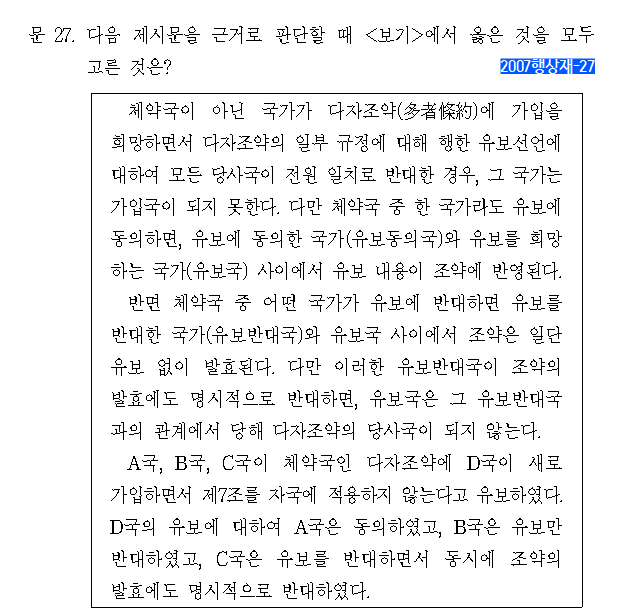 문 27. 다음 제시문을 근거로 판단할 때 <보기>에서 옳은 것을 모두
고른 것은?
2007행상재-27
체약국이 아닌 국가가 다자조약(多者條約)에 가입을
희망하면서 다자조약의 일부 규정에 대해 행한 유보선언에
대하여 모든 당사국이 전원 일치로 반대한 경우, 그 국가는
가입국이 되지 못한다. 다만 체약국 중 한 국가라도 유보에
동의하면, 유보에 동의한 국가(유보동의국)와 유보를 희망
하는 국가(유보국) 사이에서 유보 내용이 조약에 반영된다.
반면 체약국 중 어떤 국가가 유보에 반대하면 유보를
반대한 국가(유보반대국)와 유보국 사이에서 조약은 일단
유보 없이 발효된다. 다만 이러한 유보반대국이 조약의
발효에도 명시적으로 반대하면, 유보국은 그 유보반대국
과의 관계에서 당해 다자조약의 당사국이 되지 않는다.
A국, B국, C국이 체약국인 다자조약에 D국이 새로
가입하면서 제7조를 자국에 적용하지 않는다고 유보하였다.
D국의 유보에 대하여 A국은 동의하였고, B국은 유보만
반대하였고, C국은 유보를 반대하면서 동시에 조약의
발효에도 명시적으로 반대하였다.